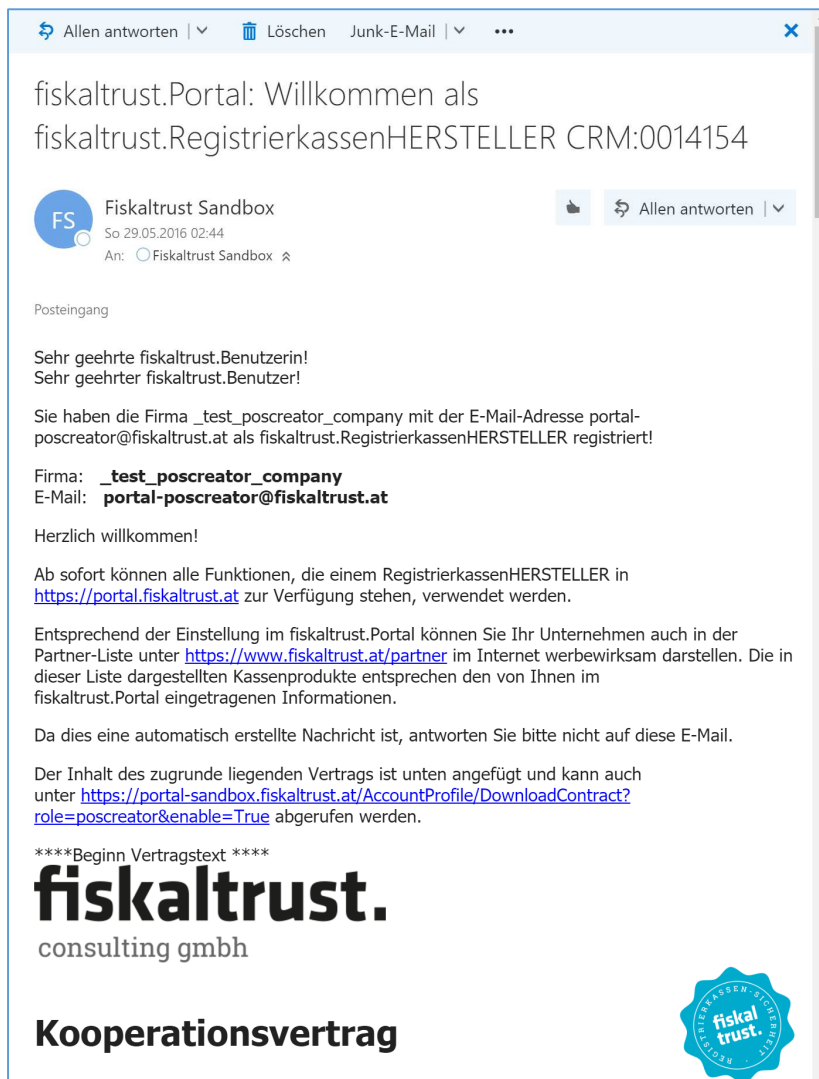 Allen antworten | Löschen Junk-E-Mail | •••
fiskaltrust.Portal: Willkommen als
fiskaltrust.RegistrierkassenHERSTELLER CRM:0014154
FS
Fiskaltrust Sandbox
Allen antworten |
So 29.05.2016 02:44
An: Fiskaltrust Sandbox
Posteingang
Sehr geehrte fiskaltrust.Benutzerin!
Sehr geehrter fiskaltrust.Benutzer!
Sie haben die Firma _test_poscreator_company mit der E-Mail-Adresse portal-
poscreator@fiskaltrust.at als fiskaltrust.RegistrierkassenHERSTELLER registriert!
Firma: _test_poscreator_company
E-Mail: portal-poscreator@fiskaltrust.at
Herzlich willkommen!
Ab sofort können alle Funktionen, die einem RegistrierkassenHERSTELLER in
https://portal.fiskaltrust.at zur Verfügung stehen, verwendet werden.
Entsprechend der Einstellung im fiskaltrust.Portal können Sie Ihr Unternehmen auch in der
Partner-Liste unter https://www.fiskaltrust.at/partner im Internet werbewirksam darstellen. Die in
dieser Liste dargestellten Kassenprodukte entsprechen den von Ihnen im
fiskaltrust.Portal eingetragenen Informationen.
Da dies eine automatisch erstellte Nachricht ist, antworten Sie bitte nicht auf diese E-Mail.
Der Inhalt des zugrunde liegenden Vertrags ist unten angefügt und kann auch
unter https://portal-sandbox.fiskaltrust.at/AccountProfile/DownloadContract?
role=poscreator&enable=True abgerufen werden.
****Beginn Vertragstext ****
fiskaltrust.
consulting gmbh
Kooperationsvertrag
REGISTRIERKASSEN-SICHERHEIT
fiskal
trust.